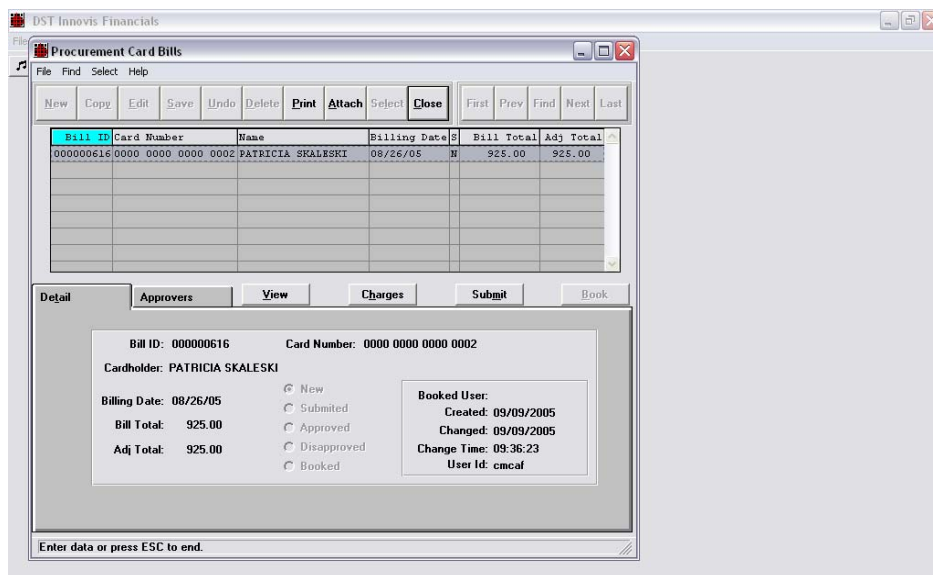 DST Innovis Financials
File
Procurement Card Bills
File Find Select Help
New Copy Edit Save Undo Delete Print Attach Select Close First Prev Find Next Last
Bill ID Card Number Name Billing Date S Bill Total Adj Total
000000616 0000 0000 0000 0002 PATRICIA SKALESKI 08/26/05 N 925.00 925.00
Detail Approvers View Charges Submit Book
Bill ID: 000000616 Card Number: 0000 0000 0000 0002
Cardholder: PATRICIA SKALESKI
Billing Date: 08/26/05
Bill Total: 925.00
Adj Total: 925.00
New
Submited
Approved
Disapproved
Booked
Booked User:
Created: 09/09/2005
Changed: 09/09/2005
Change Time: 09:36:23
User Id: cmcaf
Enter data or press ESC to end.